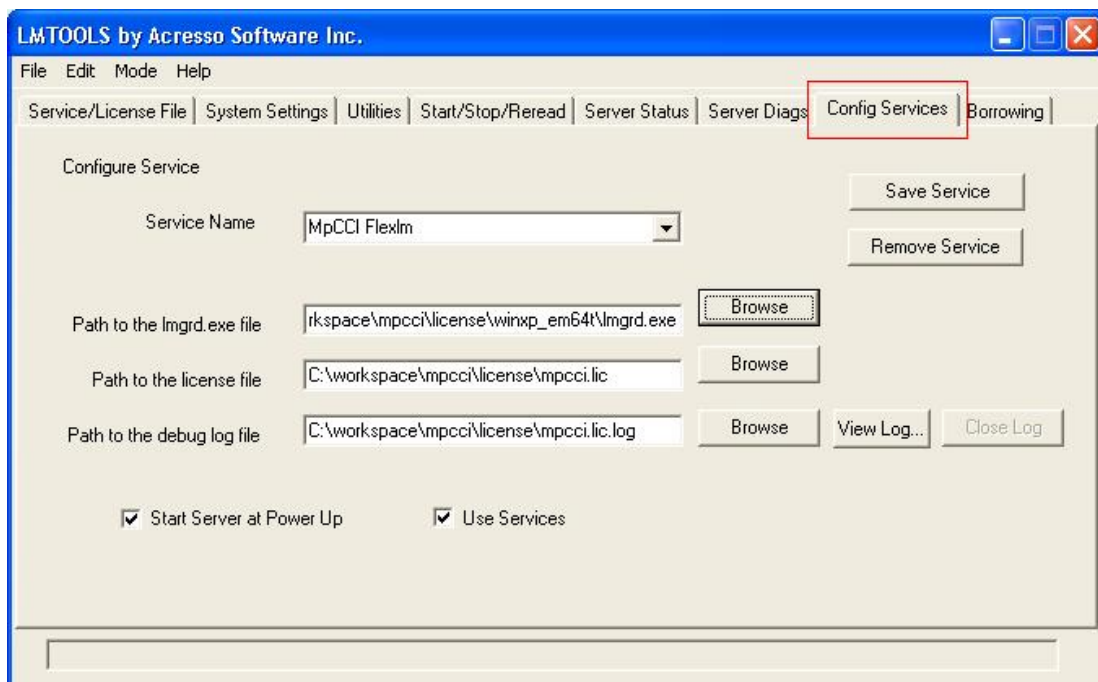 LMTOOLS by Acresso Software Inc.
File Edit Mode Help
Service/License File System Settings Utilities Start/Stop/Reread Server Status Server Diags Config Services Borrowing
Configure Service
Save Service
Service Name MpCCI Flexlm
Remove Service
Path to the lmgrd.exe file rkspace\mpcci\license\winxp_em64t\lmgrd.exe Browse
Path to the license file C:\workspace\mpcci\license\mpcci.lic Browse
Path to the debug log file C:\workspace\mpcci\license\mpcci.lic.log Browse View Log... Close Log
Start Server at Power Up Use Services